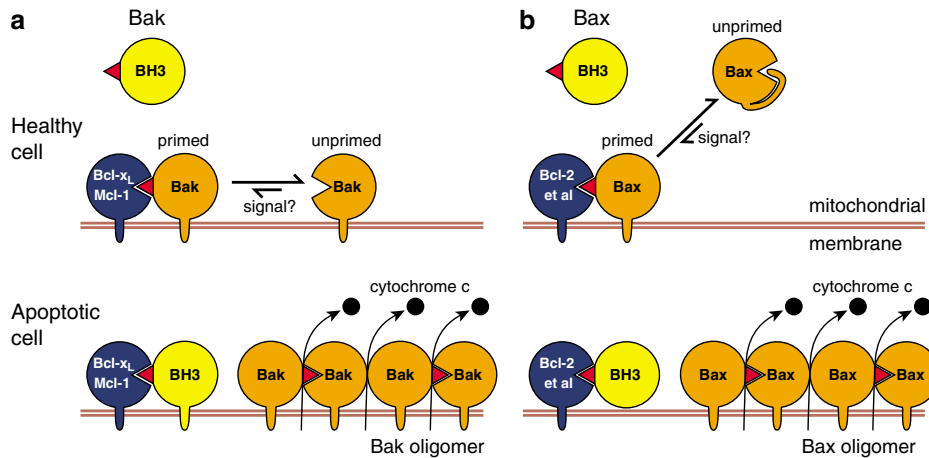 a
Bak
BH3
Healthy
cell
primed
unprimed
Bcl-xL
Mcl-1
Bak
signal?
Bak
Apoptotic
cell
cytochrome c
Bcl-xL
Mcl-1
BH3
Bak
Bak
Bak
Bak
Bak oligomer
b
Bax
BH3
unprimed
Bax
signal?
primed
Bcl-2
et al
Bax
mitochondrial
membrane
cytochrome c
Bcl-2
et al
BH3
Bax
Bax
Bax
Bax
Bax oligomer